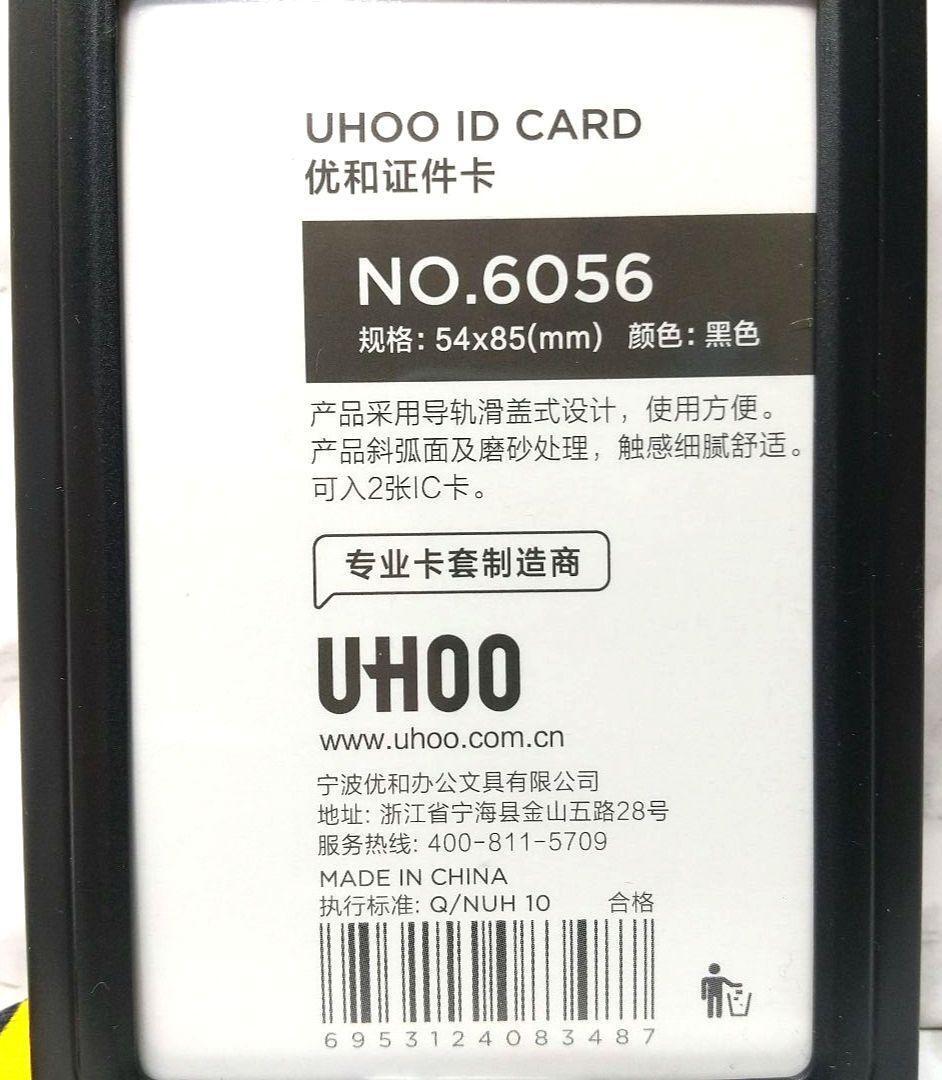 UHOO ID CARD
优和证件卡
NO.6056
规格: 54x85(mm) 颜色: 黑色
产品采用导轨滑盖式设计，使用方便。
产品斜弧面及磨砂处理，触感细腻舒适。
可入2张IC卡。
专业卡套制造商
UHOO
www.uhoo.com.cn
宁波优和办公文具有限公司
地址: 浙江省宁海县金山五路28号
服务热线: 400-811-5709
MADE IN CHINA
执行标准: Q/NUH 10 合格
6953124083487